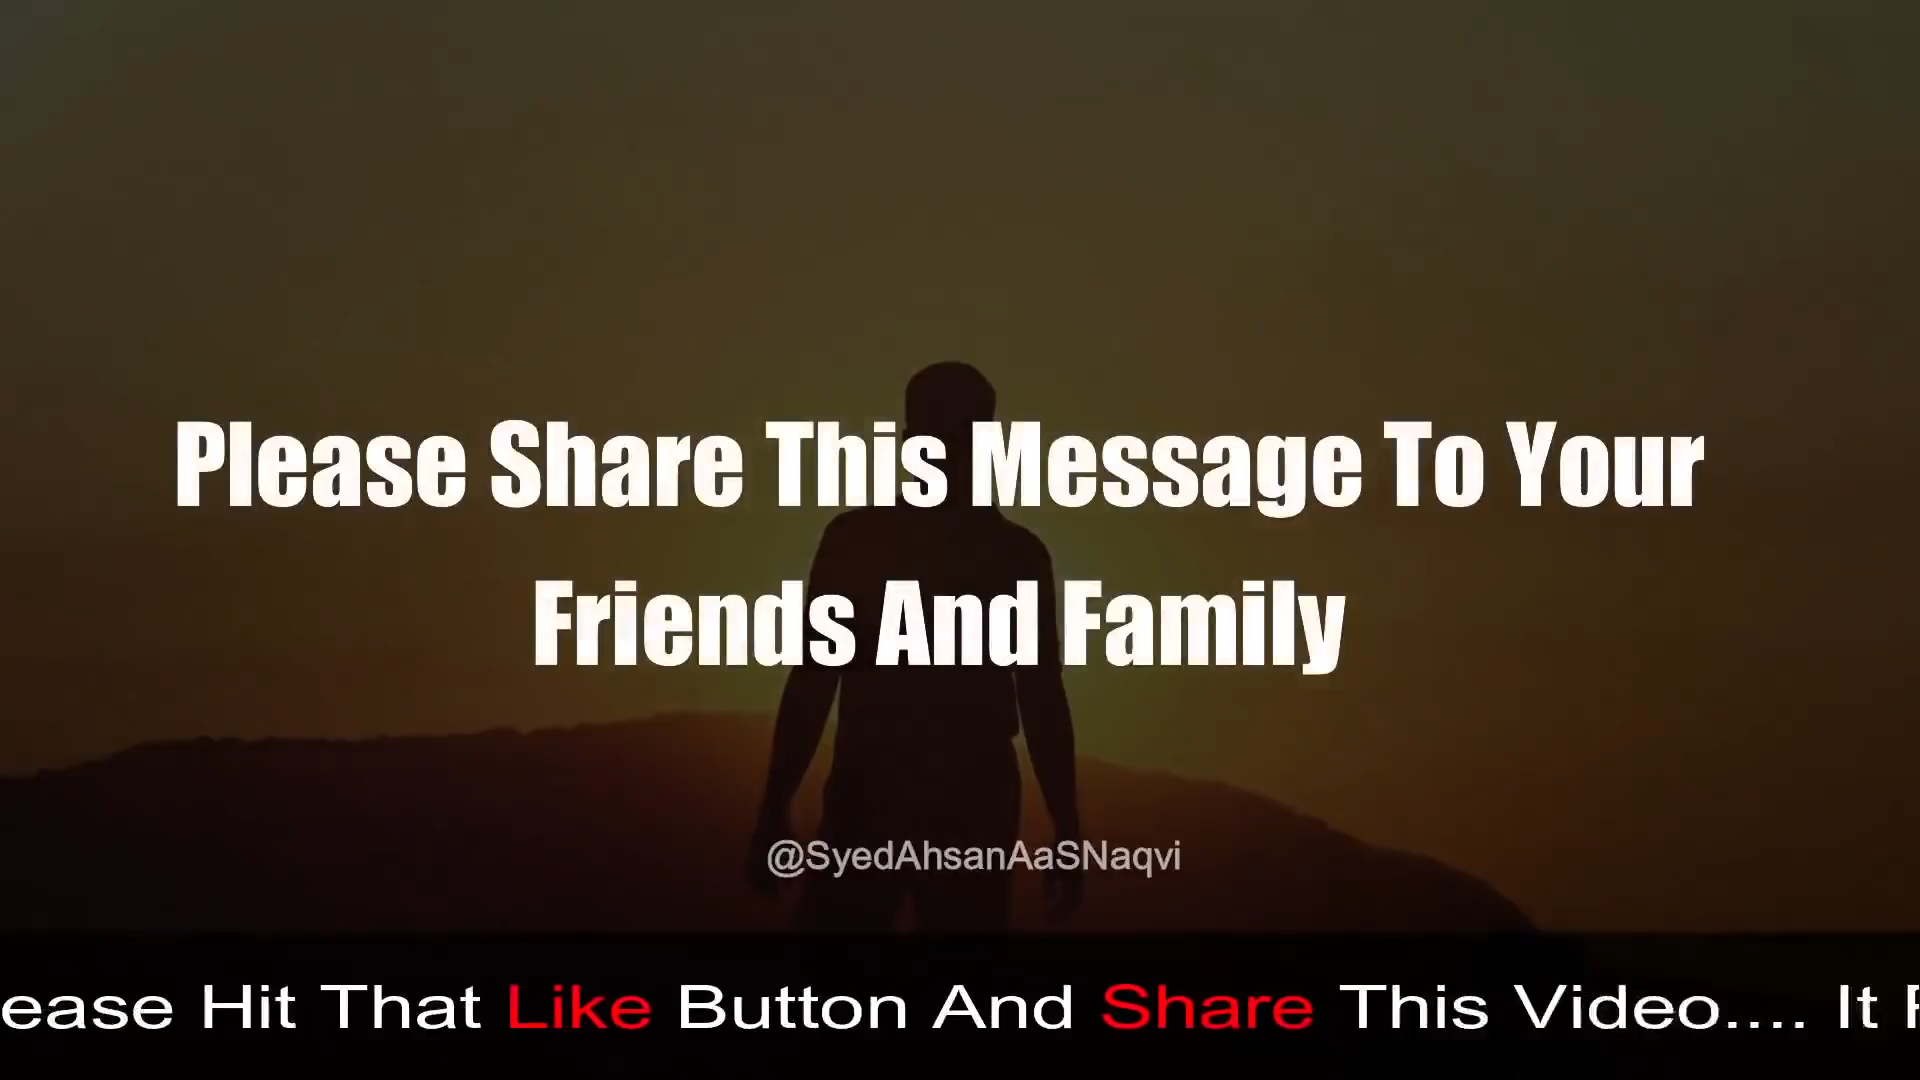 Please Share This Message To Your
Friends And Family
@SyedAhsanAaSNaqvi
ease Hit That Like Button And Share This Video.... It